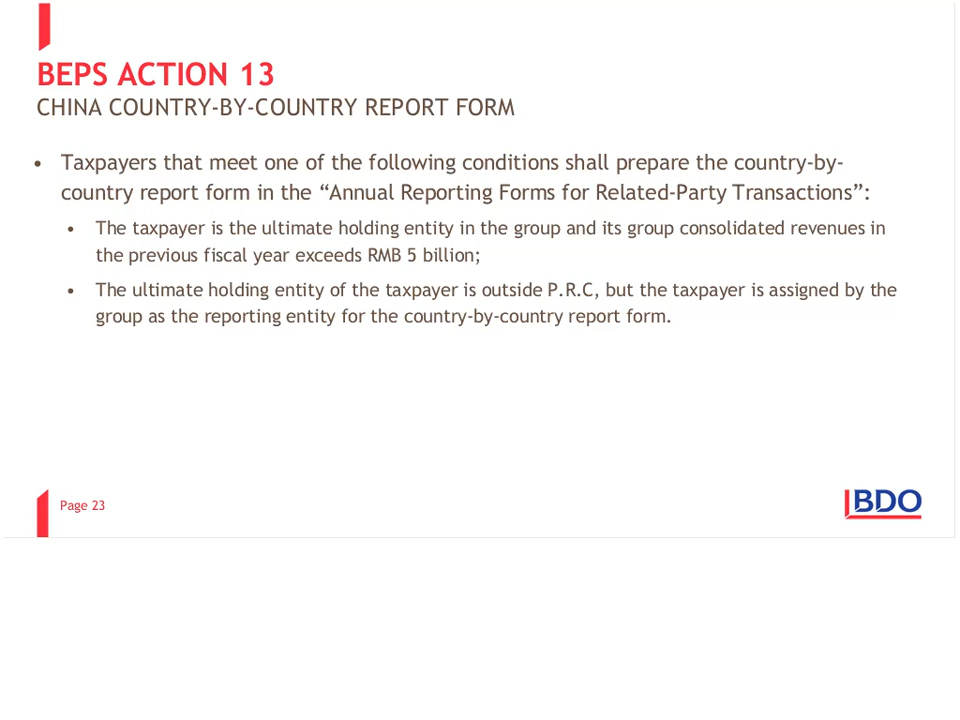 BEPS ACTION 13
CHINA COUNTRY-BY-COUNTRY REPORT FORM
• Taxpayers that meet one of the following conditions shall prepare the country-by-
country report form in the “Annual Reporting Forms for Related-Party Transactions”:
• The taxpayer is the ultimate holding entity in the group and its group consolidated revenues in
the previous fiscal year exceeds RMB 5 billion;
• The ultimate holding entity of the taxpayer is outside P.R.C, but the taxpayer is assigned by the
group as the reporting entity for the country-by-country report form.
Page 23
BDO